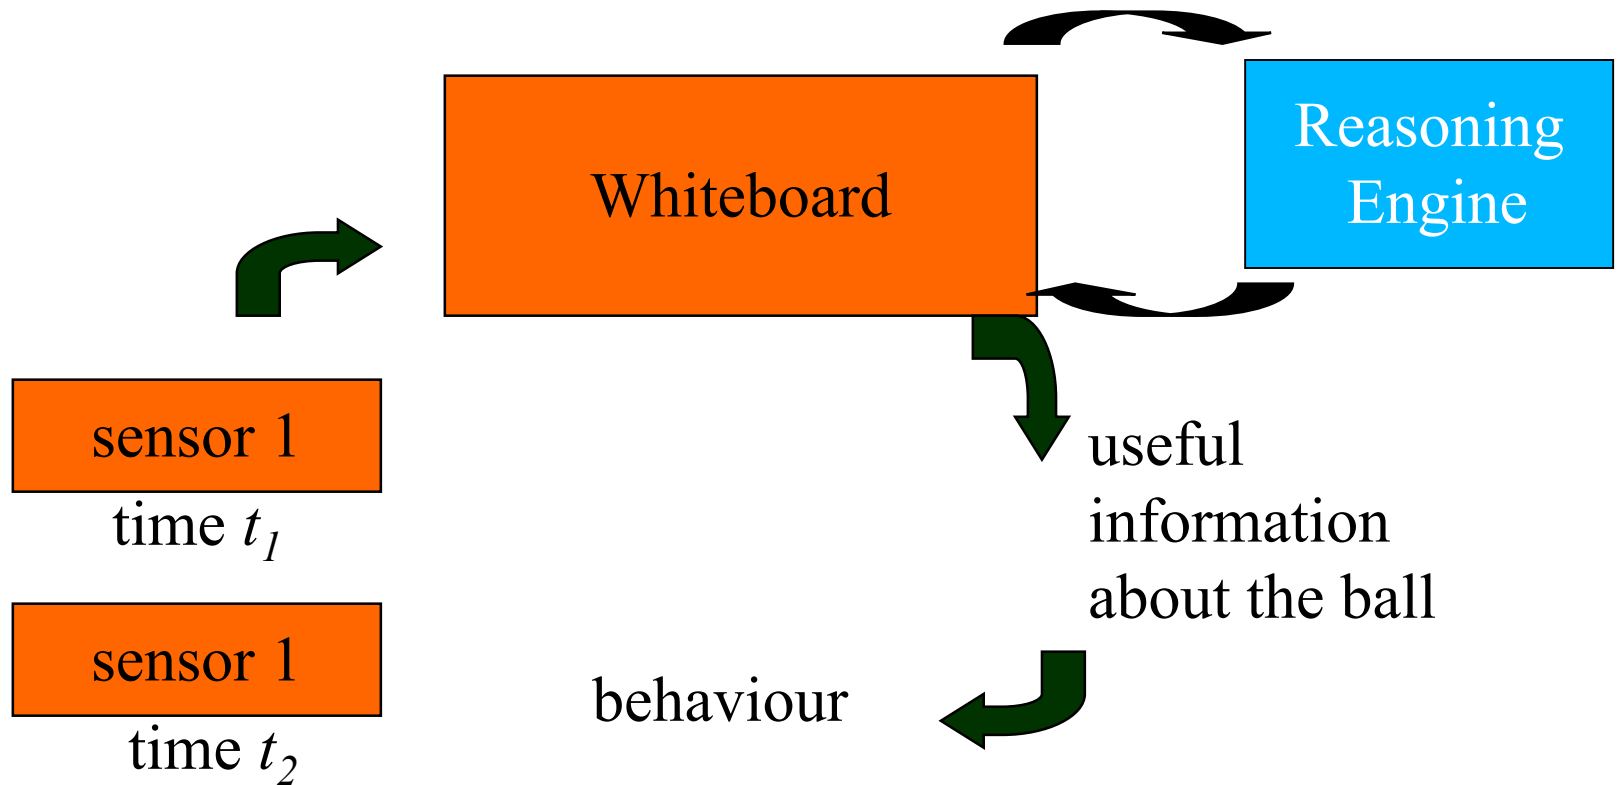 Whiteboard
Reasoning
Engine
sensor 1
time t₁
sensor 1
time t₂
useful
information
about the ball
behaviour